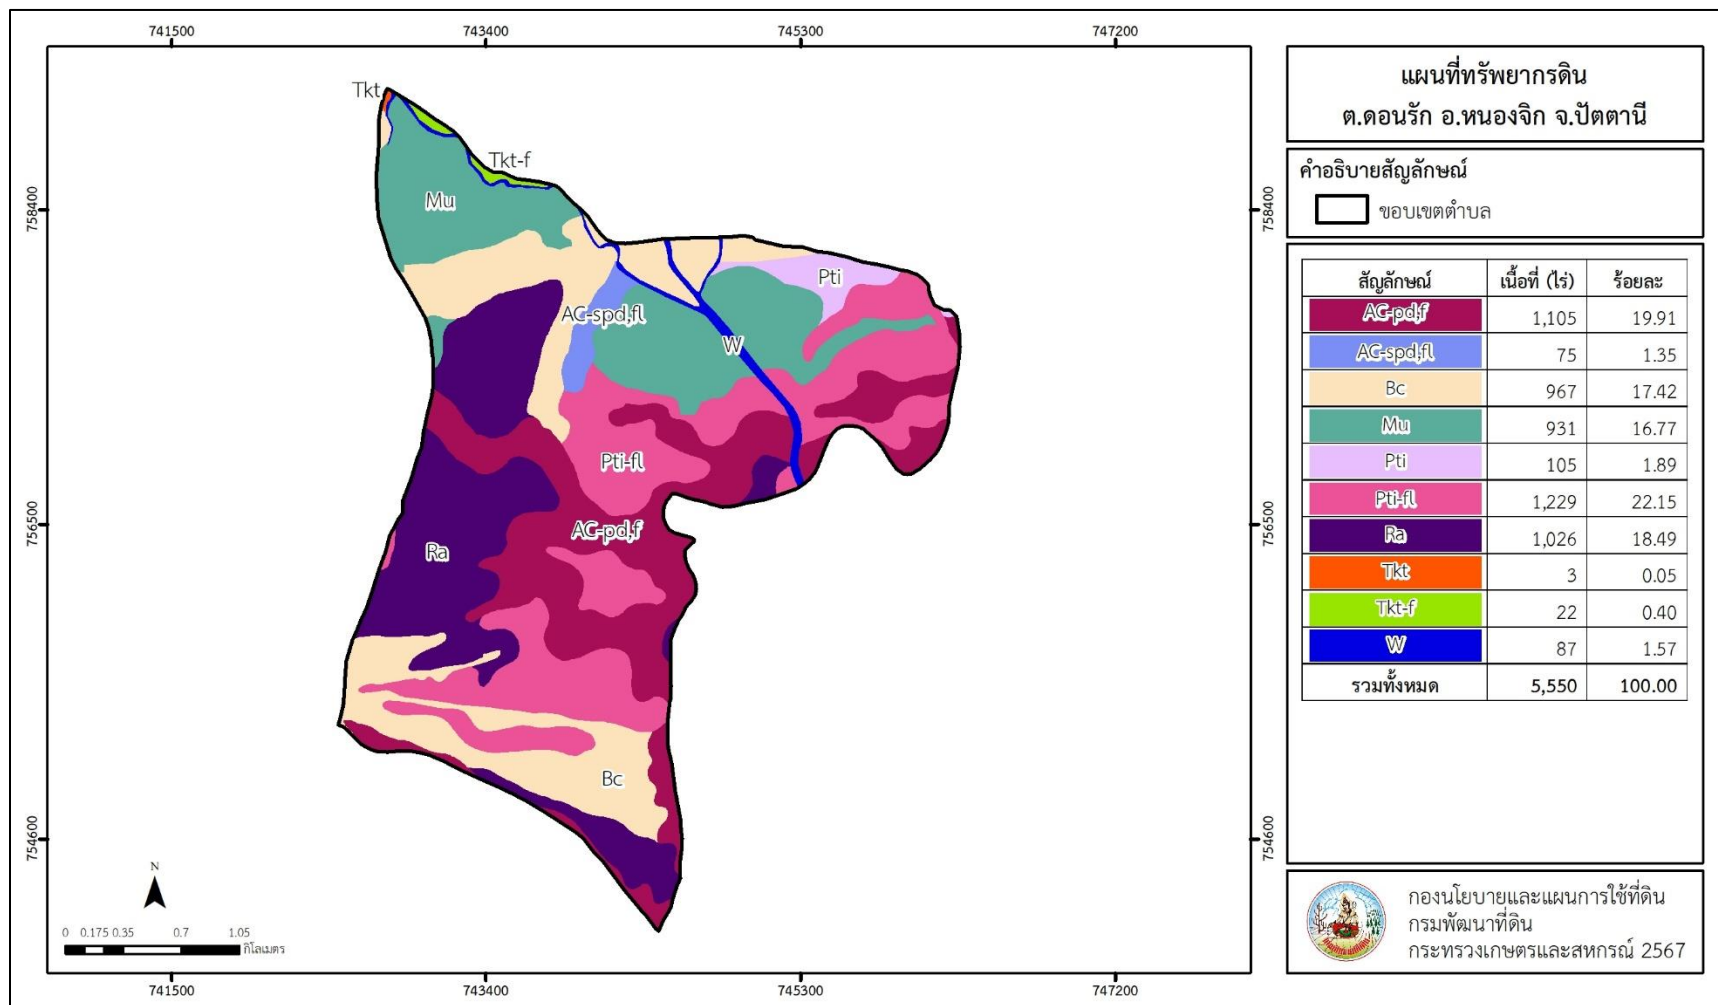 741500
743400
745300
747200
Tkt
Tkt-f
Mu
758400
758400
Pti
AC-spd,fl
W
Pti-fl
756500
756500
AC-pd,f
Ra
Bc
754600
754600
N
0 0.175 0.35 0.7 1.05
กิโลเมตร
741500
743400
745300
747200
แผนที่ทรัพยากรดิน
ต.ดอนรัก อ.หนองจิก จ.ปัตตานี
คำอธิบายสัญลักษณ์
ขอบเขตตำบล
สัญลักษณ์ เนื้อที่ (ไร่) ร้อยละ
AC-pd,f 1,105 19.91
AC-spd,fl 75 1.35
Bc 967 17.42
Mu 931 16.77
Pti 105 1.89
Pti-fl 1,229 22.15
Ra 1,026 18.49
Tkt 3 0.05
Tkt-f 22 0.40
W 87 1.57
รวมทั้งหมด 5,550 100.00
กองนโยบายและแผนการใช้ที่ดิน
กรมพัฒนาที่ดิน
กระทรวงเกษตรและสหกรณ์ 2567